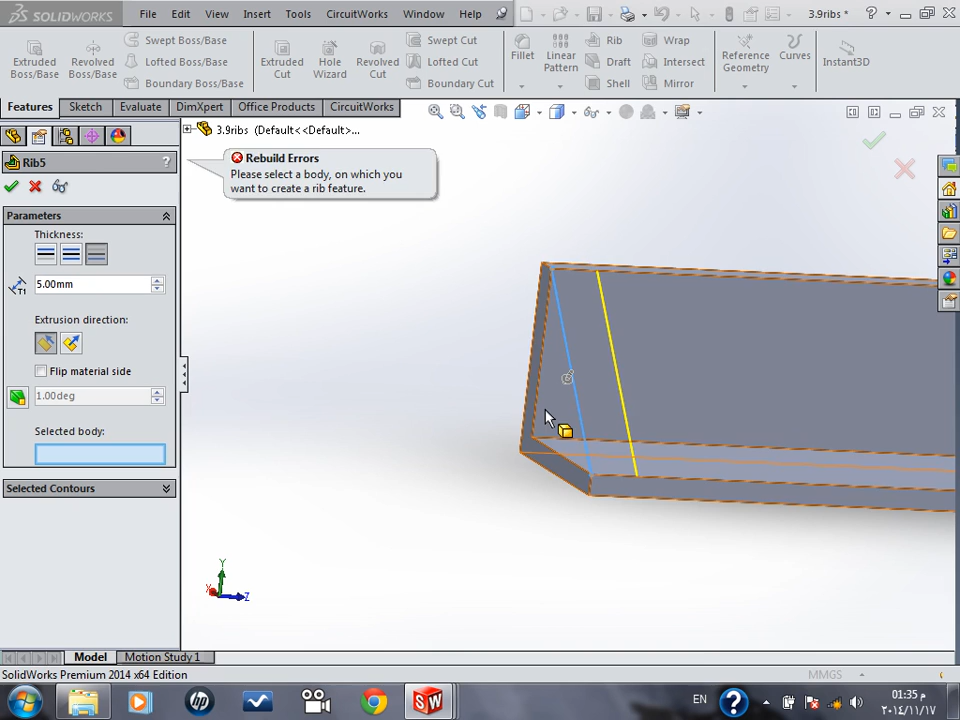 SOLIDWORKS
File Edit View Insert Tools CircuitWorks Window Help 3.9ribs *
Extruded Boss/Base
Revolved Boss/Base
Swept Boss/Base
Lofted Boss/Base
Boundary Boss/Base
Extruded Cut
Hole Wizard
Revolved Cut
Swept Cut
Lofted Cut
Boundary Cut
Fillet
Linear Pattern
Rib
Draft
Shell
Wrap
Intersect
Mirror
Reference Geometry
Curves
Instant3D
Features Sketch Evaluate DimXpert Office Products CircuitWorks
3.9ribs (Default<<Default>...
Rib5 ?
Rebuild Errors
Please select a body, on which you
want to create a rib feature.
Parameters
Thickness:
T1
5.00mm
Extrusion direction:
Flip material side
1.00deg
Selected body:
Selected Contours
Y
X
Z
Model Motion Study 1
SolidWorks Premium 2014 x64 Edition
MMGS
hp
SW
EN
01:35 م
٢٠١٤/١١/١٧